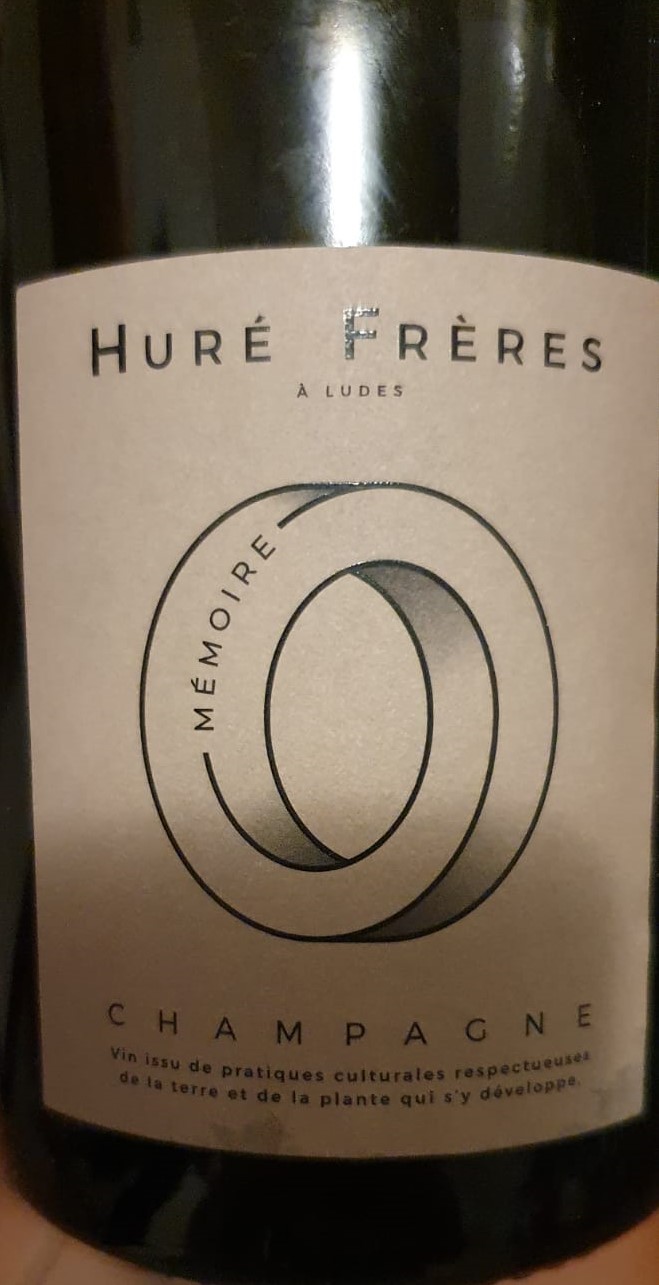 HURÉ FRÈRES
À LUDES
MÉMOIRE
CHAMPAGNE
Vin issu de pratiques culturales respectueuses
de la terre et de la plante qui s'y développe.